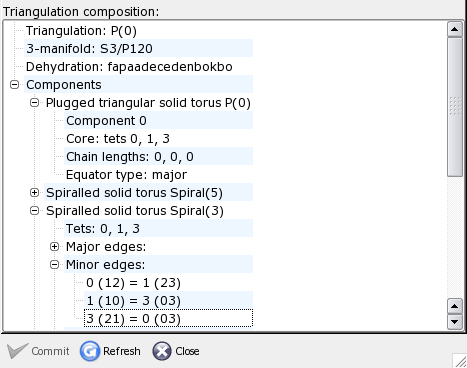 Triangulation composition:
Triangulation: P(0)
3-manifold: S3/P120
Dehydration: fapaadecedenbokbo
Components
Plugged triangular solid torus P(0)
Component 0
Core: tets 0, 1, 3
Chain lengths: 0, 0, 0
Equator type: major
Spiralled solid torus Spiral(5)
Spiralled solid torus Spiral(3)
Tets: 0, 1, 3
Major edges:
Minor edges:
0 (12) = 1 (23)
1 (10) = 3 (03)
3 (21) = 0 (03)
Commit Refresh Close